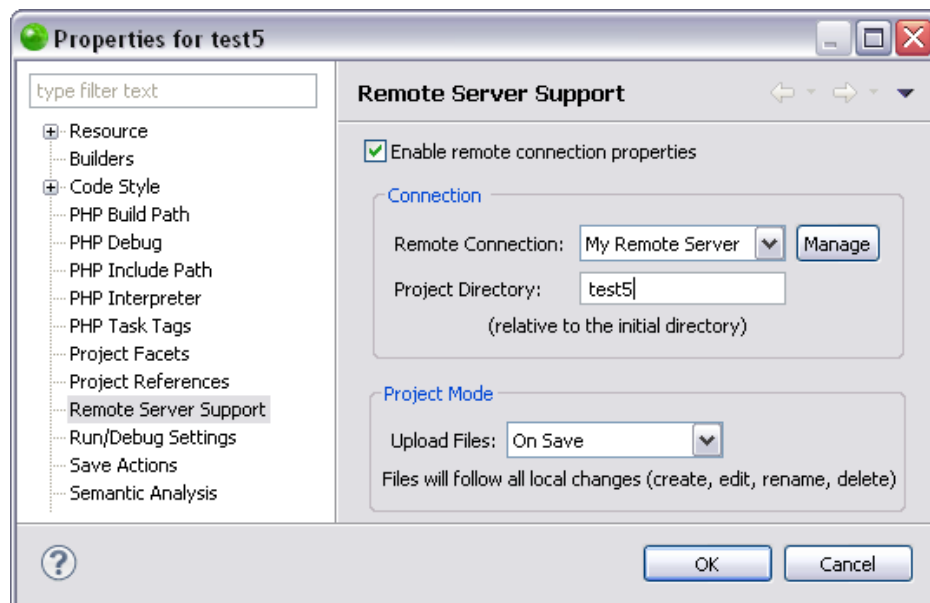 Properties for test5
type filter text
Resource
Builders
Code Style
PHP Build Path
PHP Debug
PHP Include Path
PHP Interpreter
PHP Task Tags
Project Facets
Project References
Remote Server Support
Run/Debug Settings
Save Actions
Semantic Analysis
Remote Server Support
Enable remote connection properties
Connection
Remote Connection: My Remote Server Manage
Project Directory: test5
(relative to the initial directory)
Project Mode
Upload Files: On Save
Files will follow all local changes (create, edit, rename, delete)
? OK Cancel